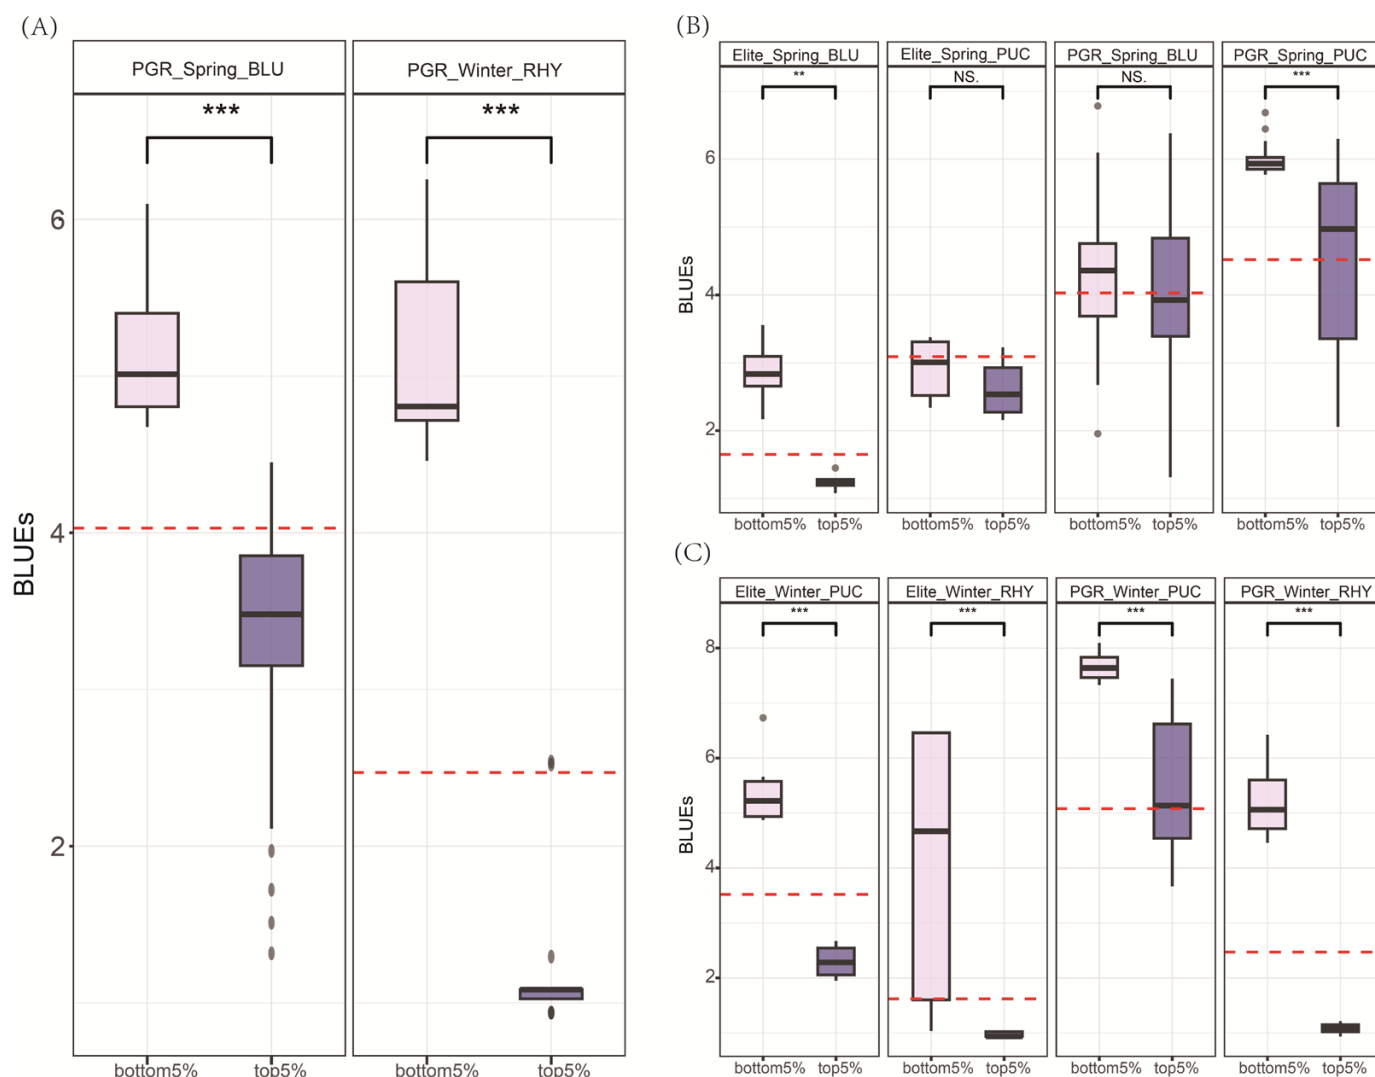 (A)
PGR_Spring_BLU PGR_Winter_RHY
*** ***
6
4
2
BLUEs
bottom5% top5% bottom5% top5%
(B)
Elite_Spring_BLU Elite_Spring_PUC PGR_Spring_BLU PGR_Spring_PUC
** NS. NS. ***
6
4
2
BLUEs
bottom5% top5% bottom5% top5% bottom5% top5% bottom5% top5%
(C)
Elite_Winter_PUC Elite_Winter_RHY PGR_Winter_PUC PGR_Winter_RHY
*** *** *** ***
8
6
4
2
BLUEs
bottom5% top5% bottom5% top5% bottom5% top5% bottom5% top5%